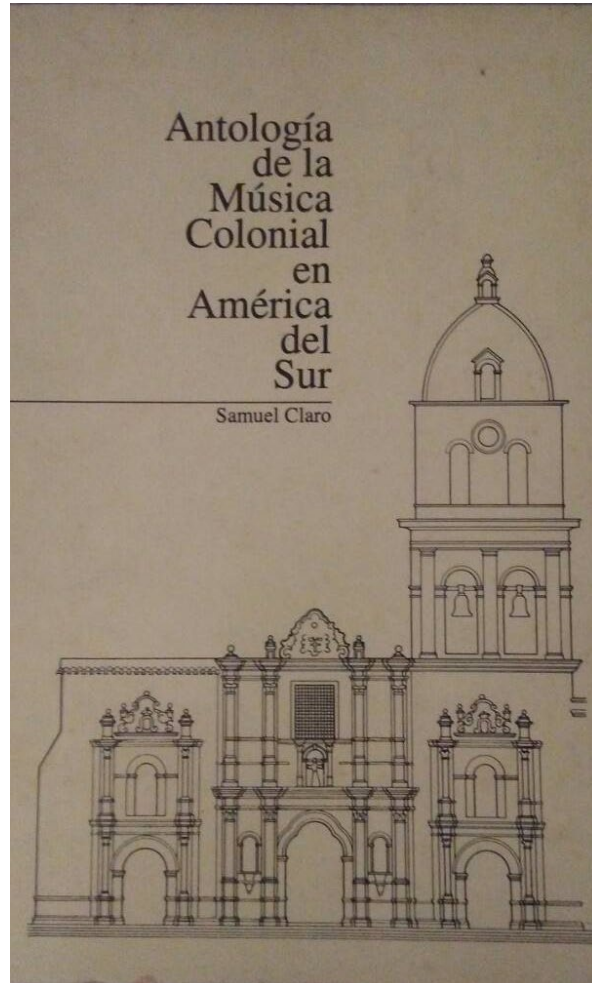 Antología
de la
Música
Colonial
en
América
del
Sur
Samuel Claro